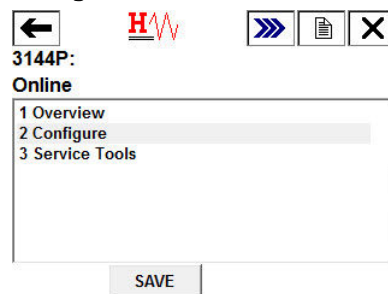 H
3144P:
Online
1 Overview
2 Configure
3 Service Tools
SAVE